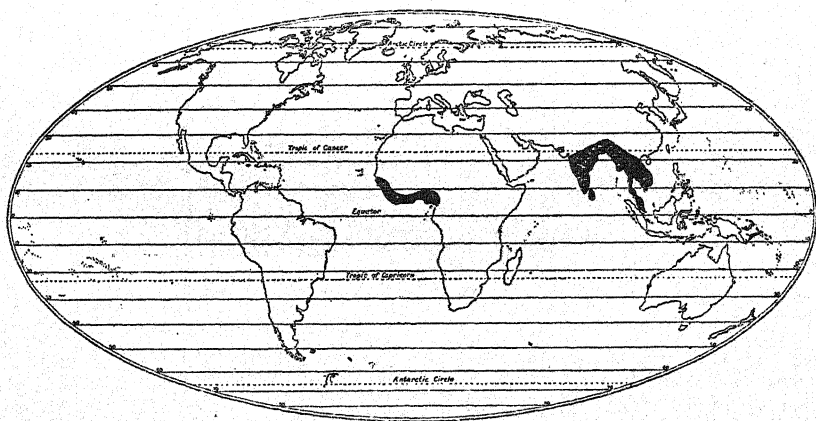 Arctic Circle
Tropic of Cancer
Equator
Tropic of Capricorn
Antarctic Circle